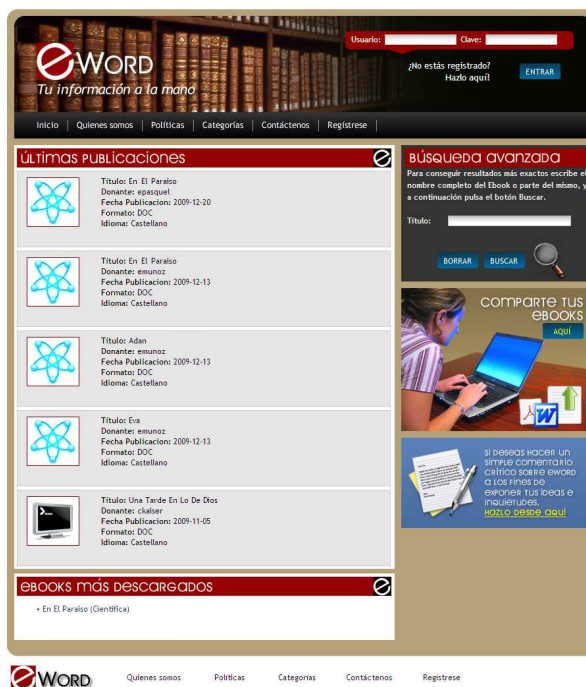 Usuario: Clave:
eWORD
Tu información a la mano
¿No estás registrado?
Hazlo aquí!
ENTRAR
Inicio | Quienes somos | Políticas | Categorías | Contáctenos | Regístrese |
últimas publicaciones
Título: En El Paraiso
Donante: epasquel
Fecha Publicacion: 2009-12-20
Formato: DOC
Idioma: Castellano
Título: En El Paraiso
Donante: emunoz
Fecha Publicacion: 2009-12-13
Formato: DOC
Idioma: Castellano
Título: Adan
Donante: emunoz
Fecha Publicacion: 2009-12-13
Formato: DOC
Idioma: Castellano
Título: Eva
Donante: emunoz
Fecha Publicacion: 2009-12-13
Formato: DOC
Idioma: Castellano
Título: Una Tarde En Lo De Dios
Donante: ckaiser
Fecha Publicacion: 2009-11-05
Formato: DOC
Idioma: Castellano
eBooks más descargados
• En El Paraiso (Cientifica)
Búsqueda avanzada
Para conseguir resultados más exactos escribe el
nombre completo del Ebook o parte del mismo, y
a continuación pulsa el botón Buscar.
Título:
BORRAR BUSCAR
comparte tus
eBooks
AQUÍ
W
si deseas hacer un
simple comentario
crítico sobre eword
a los fines de
exponer tus ideas e
inquietudes,
hazlo desde aquí
eWORD
Quienes somos Políticas Categorias Contáctenos Regístrese